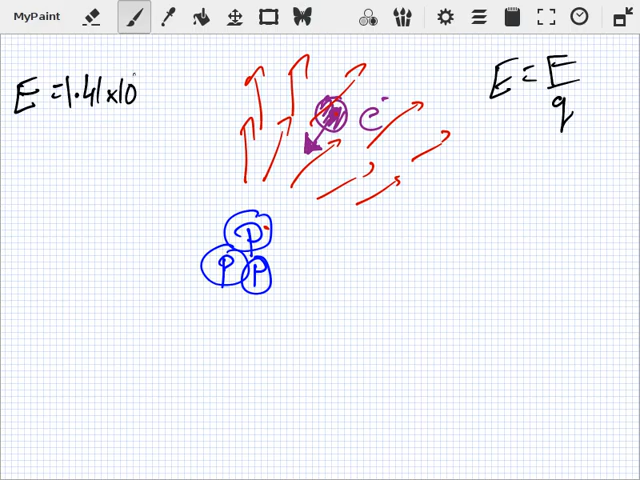 MyPaint
E = 1.41 x 10
E = F
q
e-
P
P P